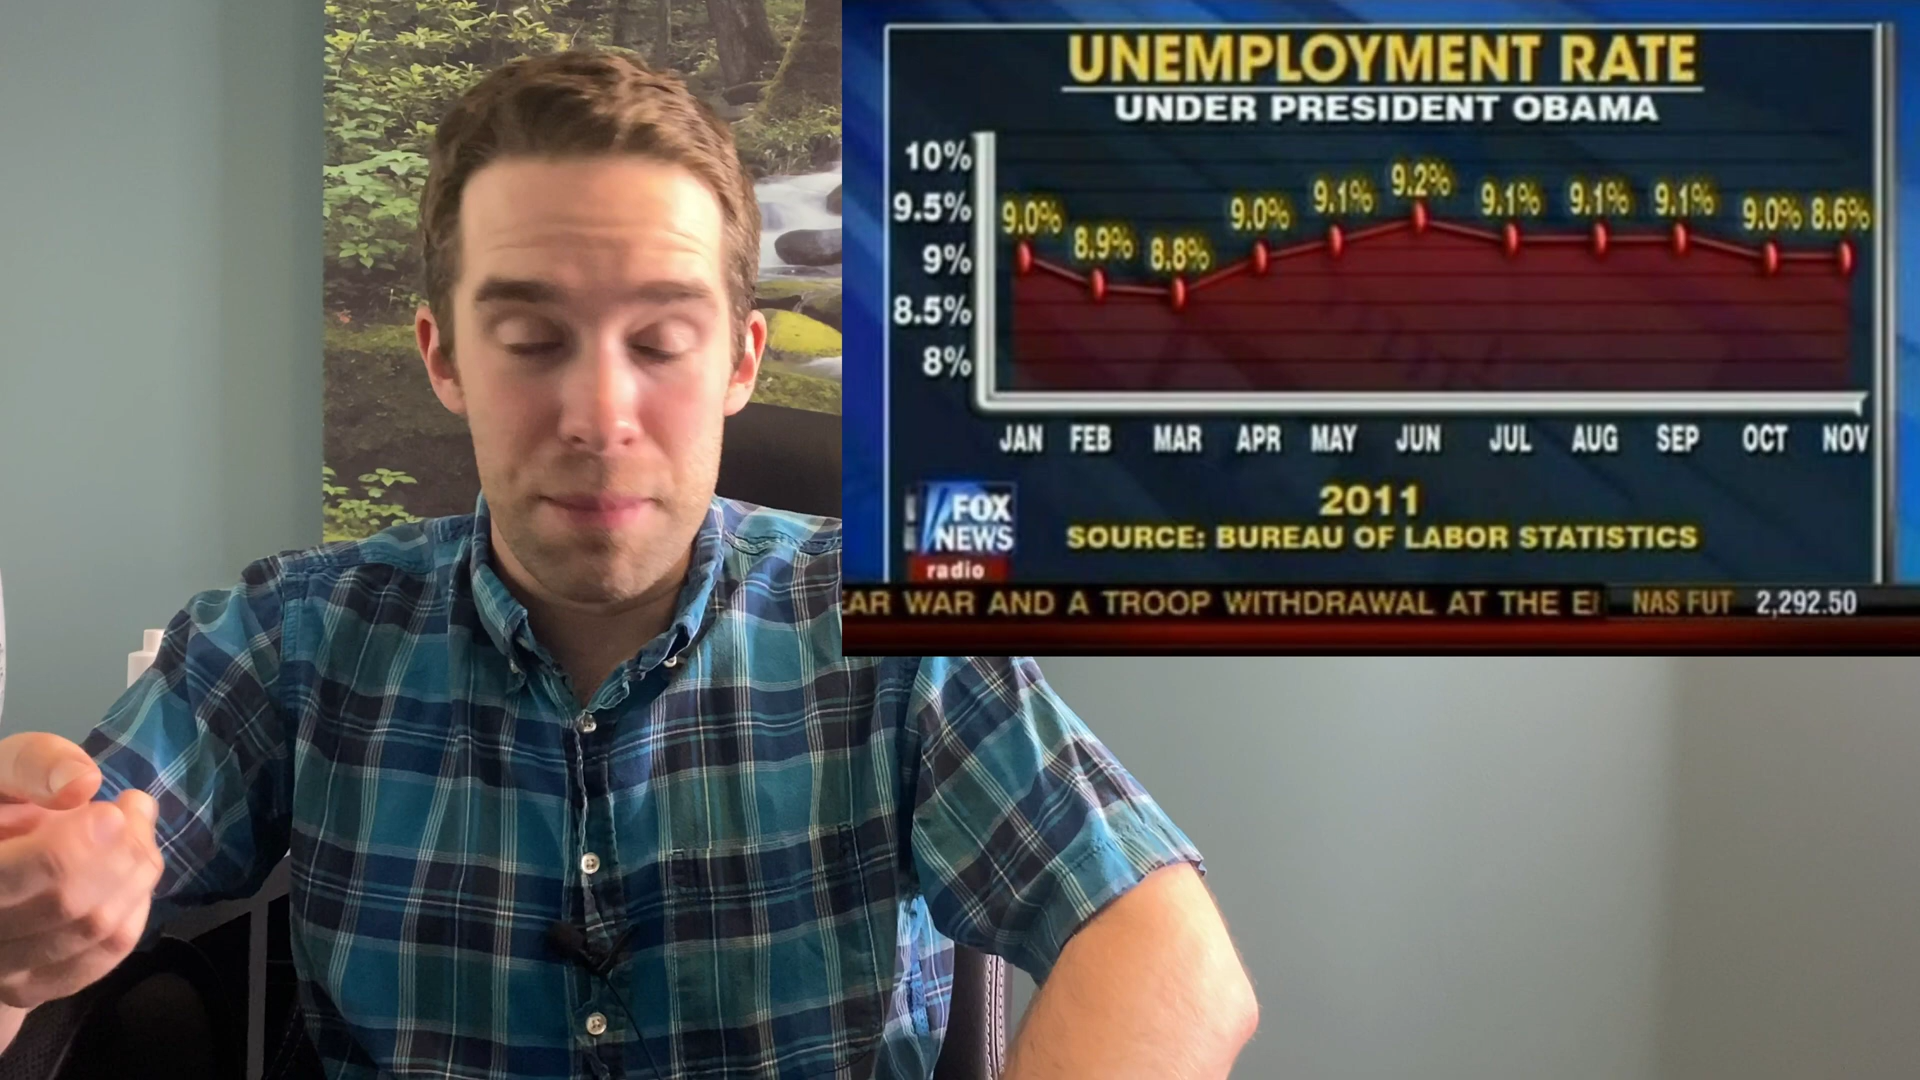 UNEMPLOYMENT RATE
UNDER PRESIDENT OBAMA
10%
9.5%
9%
8.5%
8%
9.0% 8.9% 8.8% 9.0% 9.1% 9.2% 9.1% 9.1% 9.1% 9.0% 8.6%
JAN FEB MAR APR MAY JUN JUL AUG SEP OCT NOV
2011
SOURCE: BUREAU OF LABOR STATISTICS
FOX
NEWS
radio
EAR WAR AND A TROOP WITHDRAWAL AT THE NAS FUT 2,292.50